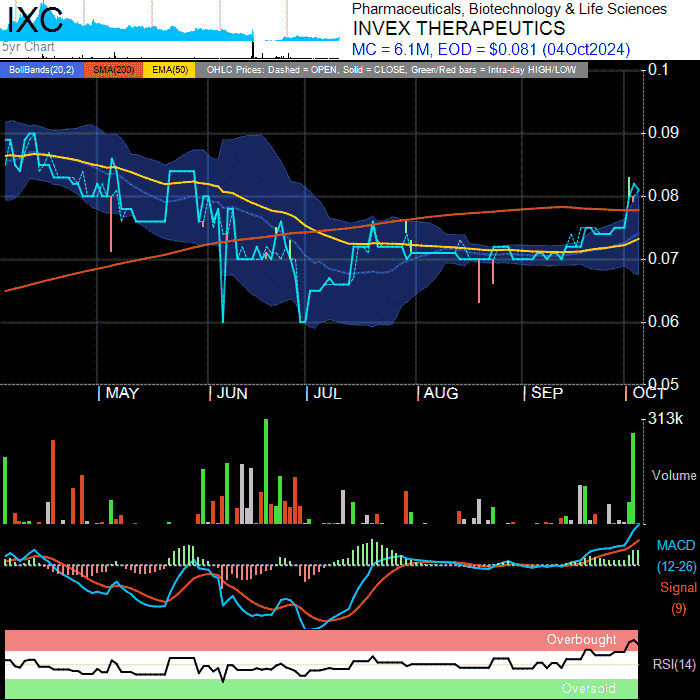 IXC
5yr Chart
Pharmaceuticals, Biotechnology & Life Sciences
INVEX THERAPEUTICS
MC = 6.1M, EOD = $0.081 (04Oct2024)
BollBands(20,2) SMA(200) EMA(50) OHLC Prices: Dashed = OPEN, Solid = CLOSE, Green/Red bars = Intra-day HIGH/LOW
0.1
0.09
0.08
0.07
0.06
0.05
MAY JUN JUL AUG SEP OCT
313k
Volume
MACD
(12-26)
Signal
(9)
Overbought
RSI(14)
Oversold